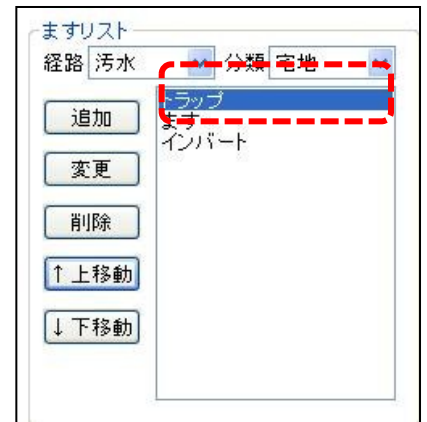 ますリスト
経路 汚水 分類 宅地
追加
変更
削除
↑上移動
↓下移動
トラップ
ます
インバート